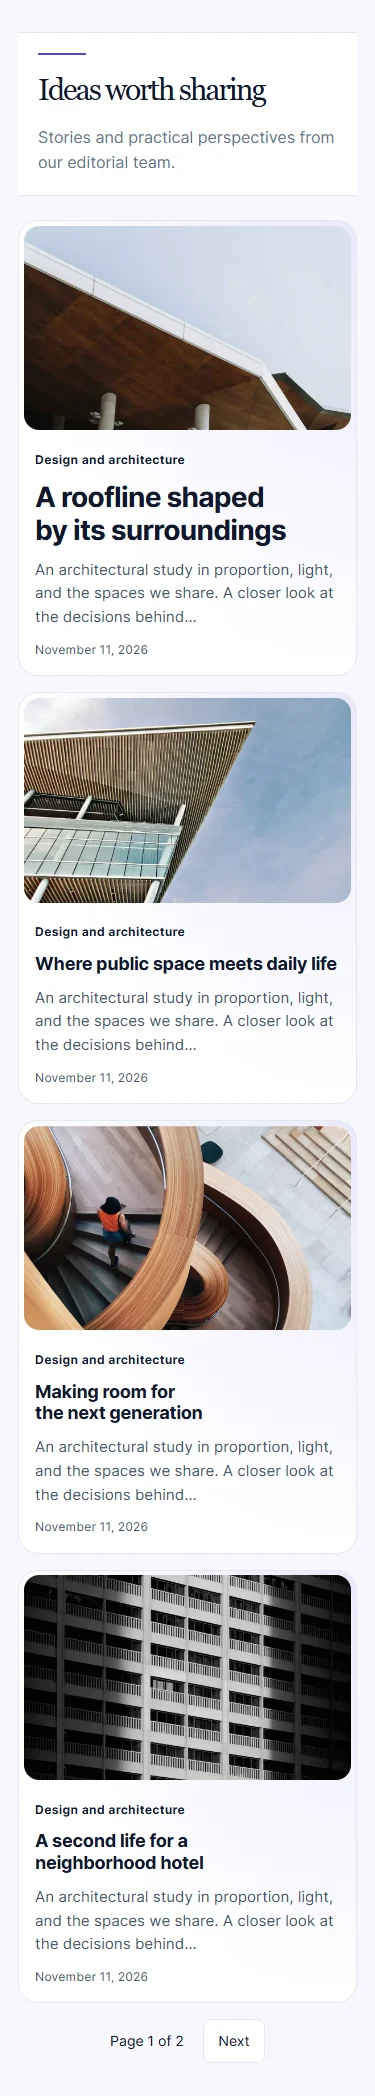 Ideas worth sharing
Stories and practical perspectives from
our editorial team.
Design and architecture
A roofline shaped
by its surroundings
An architectural study in proportion, light,
and the spaces we share. A closer look at
the decisions behind...
November 11, 2026
Design and architecture
Where public space meets daily life
An architectural study in proportion, light,
and the spaces we share. A closer look at
the decisions behind...
November 11, 2026
Design and architecture
Making room for
the next generation
An architectural study in proportion, light,
and the spaces we share. A closer look at
the decisions behind...
November 11, 2026
Design and architecture
A second life for a
neighborhood hotel
An architectural study in proportion, light,
and the spaces we share. A closer look at
the decisions behind...
November 11, 2026
Page 1 of 2 Next